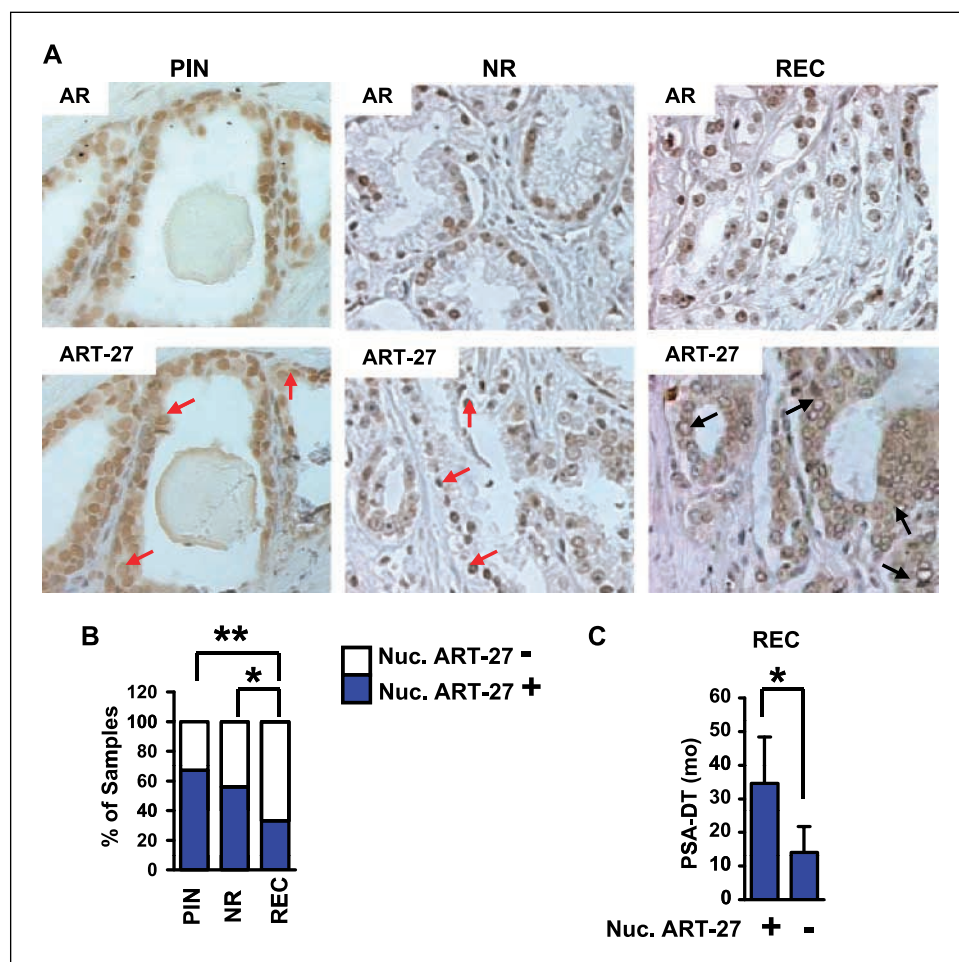 A
PIN NR REC
AR AR AR
ART-27 ART-27 ART-27
B
** 
*
Nuc. ART-27 -
Nuc. ART-27 +
% of Samples
120
100
80
60
40
20
0
PIN NR REC
C
REC
*
PSA-DT (mo)
60
50
40
30
20
10
0
Nuc. ART-27 + -